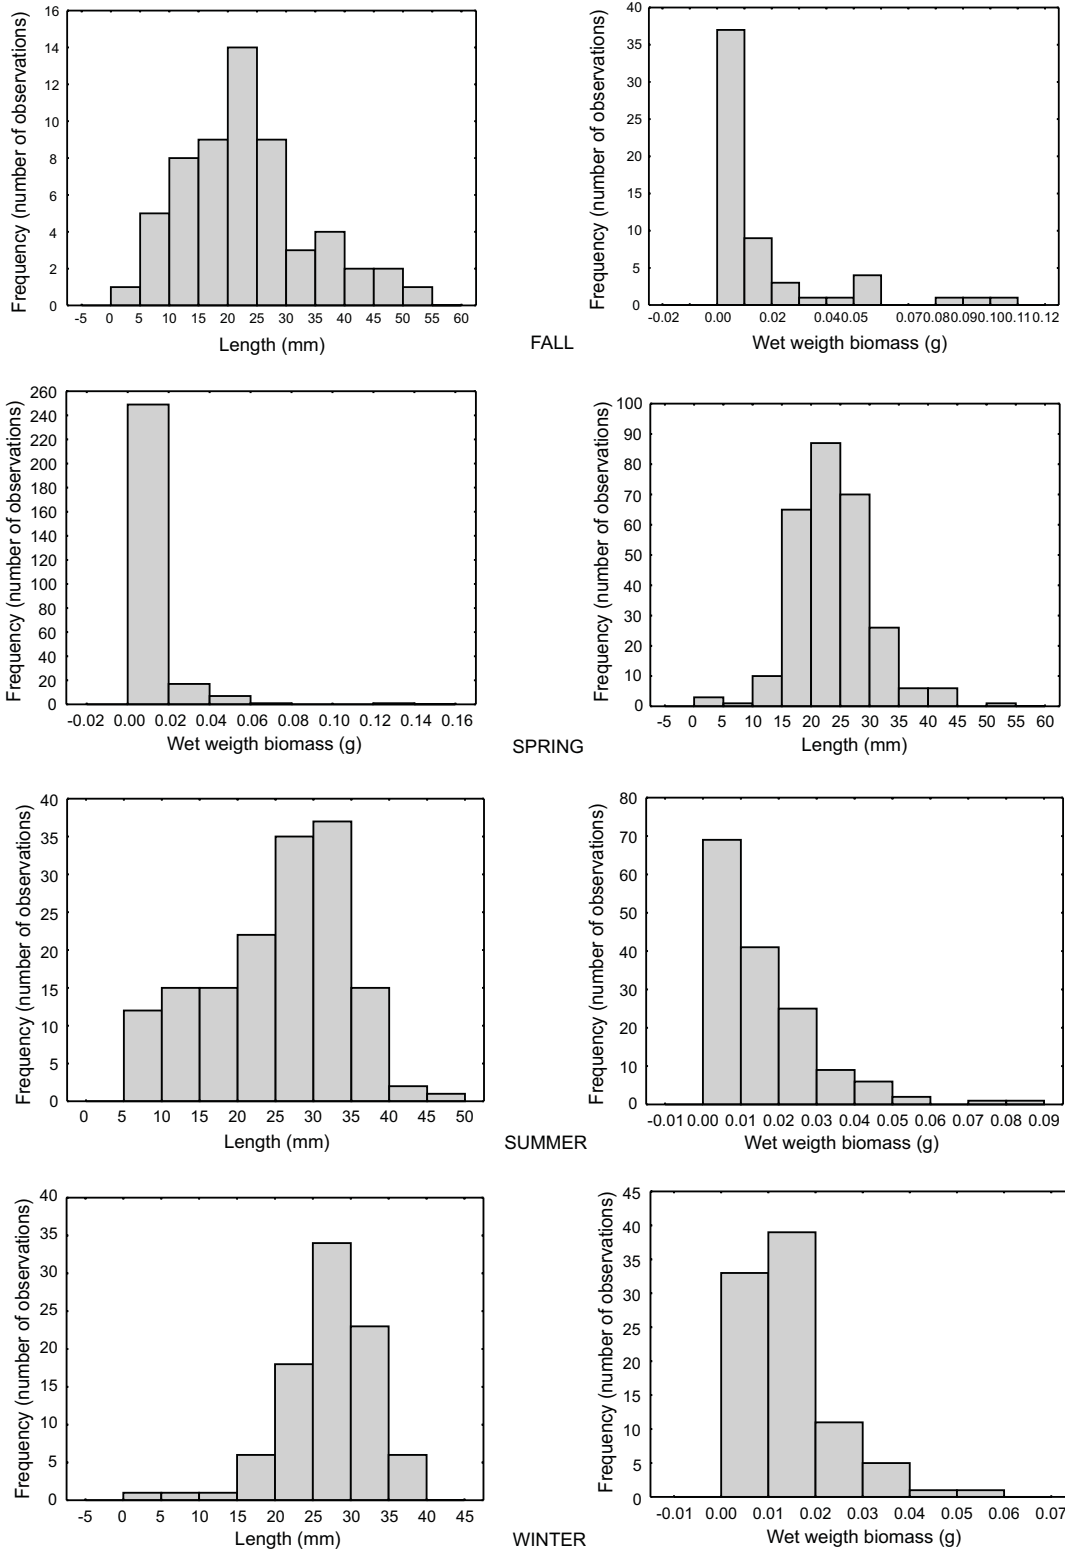 Frequency (number of observations)
16
14
12
10
8
6
4
2
0
-5 0 5 10 15 20 25 30 35 40 45 50 55 60
Length (mm)
Frequency (number of observations)
40
35
30
25
20
15
10
5
0
-0.02 0.00 0.02 0.04 0.05 0.07 0.08 0.09 0.10 0.11 0.12
Wet weigth biomass (g)
FALL
Frequency (number of observations)
260
240
220
200
180
160
140
120
100
80
60
40
20
0
-0.02 0.00 0.02 0.04 0.06 0.08 0.10 0.12 0.14 0.16
Wet weigth biomass (g)
Frequency (number of observations)
100
90
80
70
60
50
40
30
20
10
0
-5 0 5 10 15 20 25 30 35 40 45 50 55 60
Length (mm)
SPRING
Frequency (number of observations)
40
35
30
25
20
15
10
5
0
0 5 10 15 20 25 30 35 40 45 50
Length (mm)
Frequency (number of observations)
80
70
60
50
40
30
20
10
0
-0.01 0.00 0.01 0.02 0.03 0.04 0.05 0.06 0.07 0.08 0.09
Wet weigth biomass (g)
SUMMER
Frequency (number of observations)
40
35
30
25
20
15
10
5
0
-5 0 5 10 15 20 25 30 35 40 45
Length (mm)
Frequency (number of observations)
45
40
35
30
25
20
15
10
5
0
-0.01 0.00 0.01 0.02 0.03 0.04 0.05 0.06 0.07
Wet weigth biomass (g)
WINTER